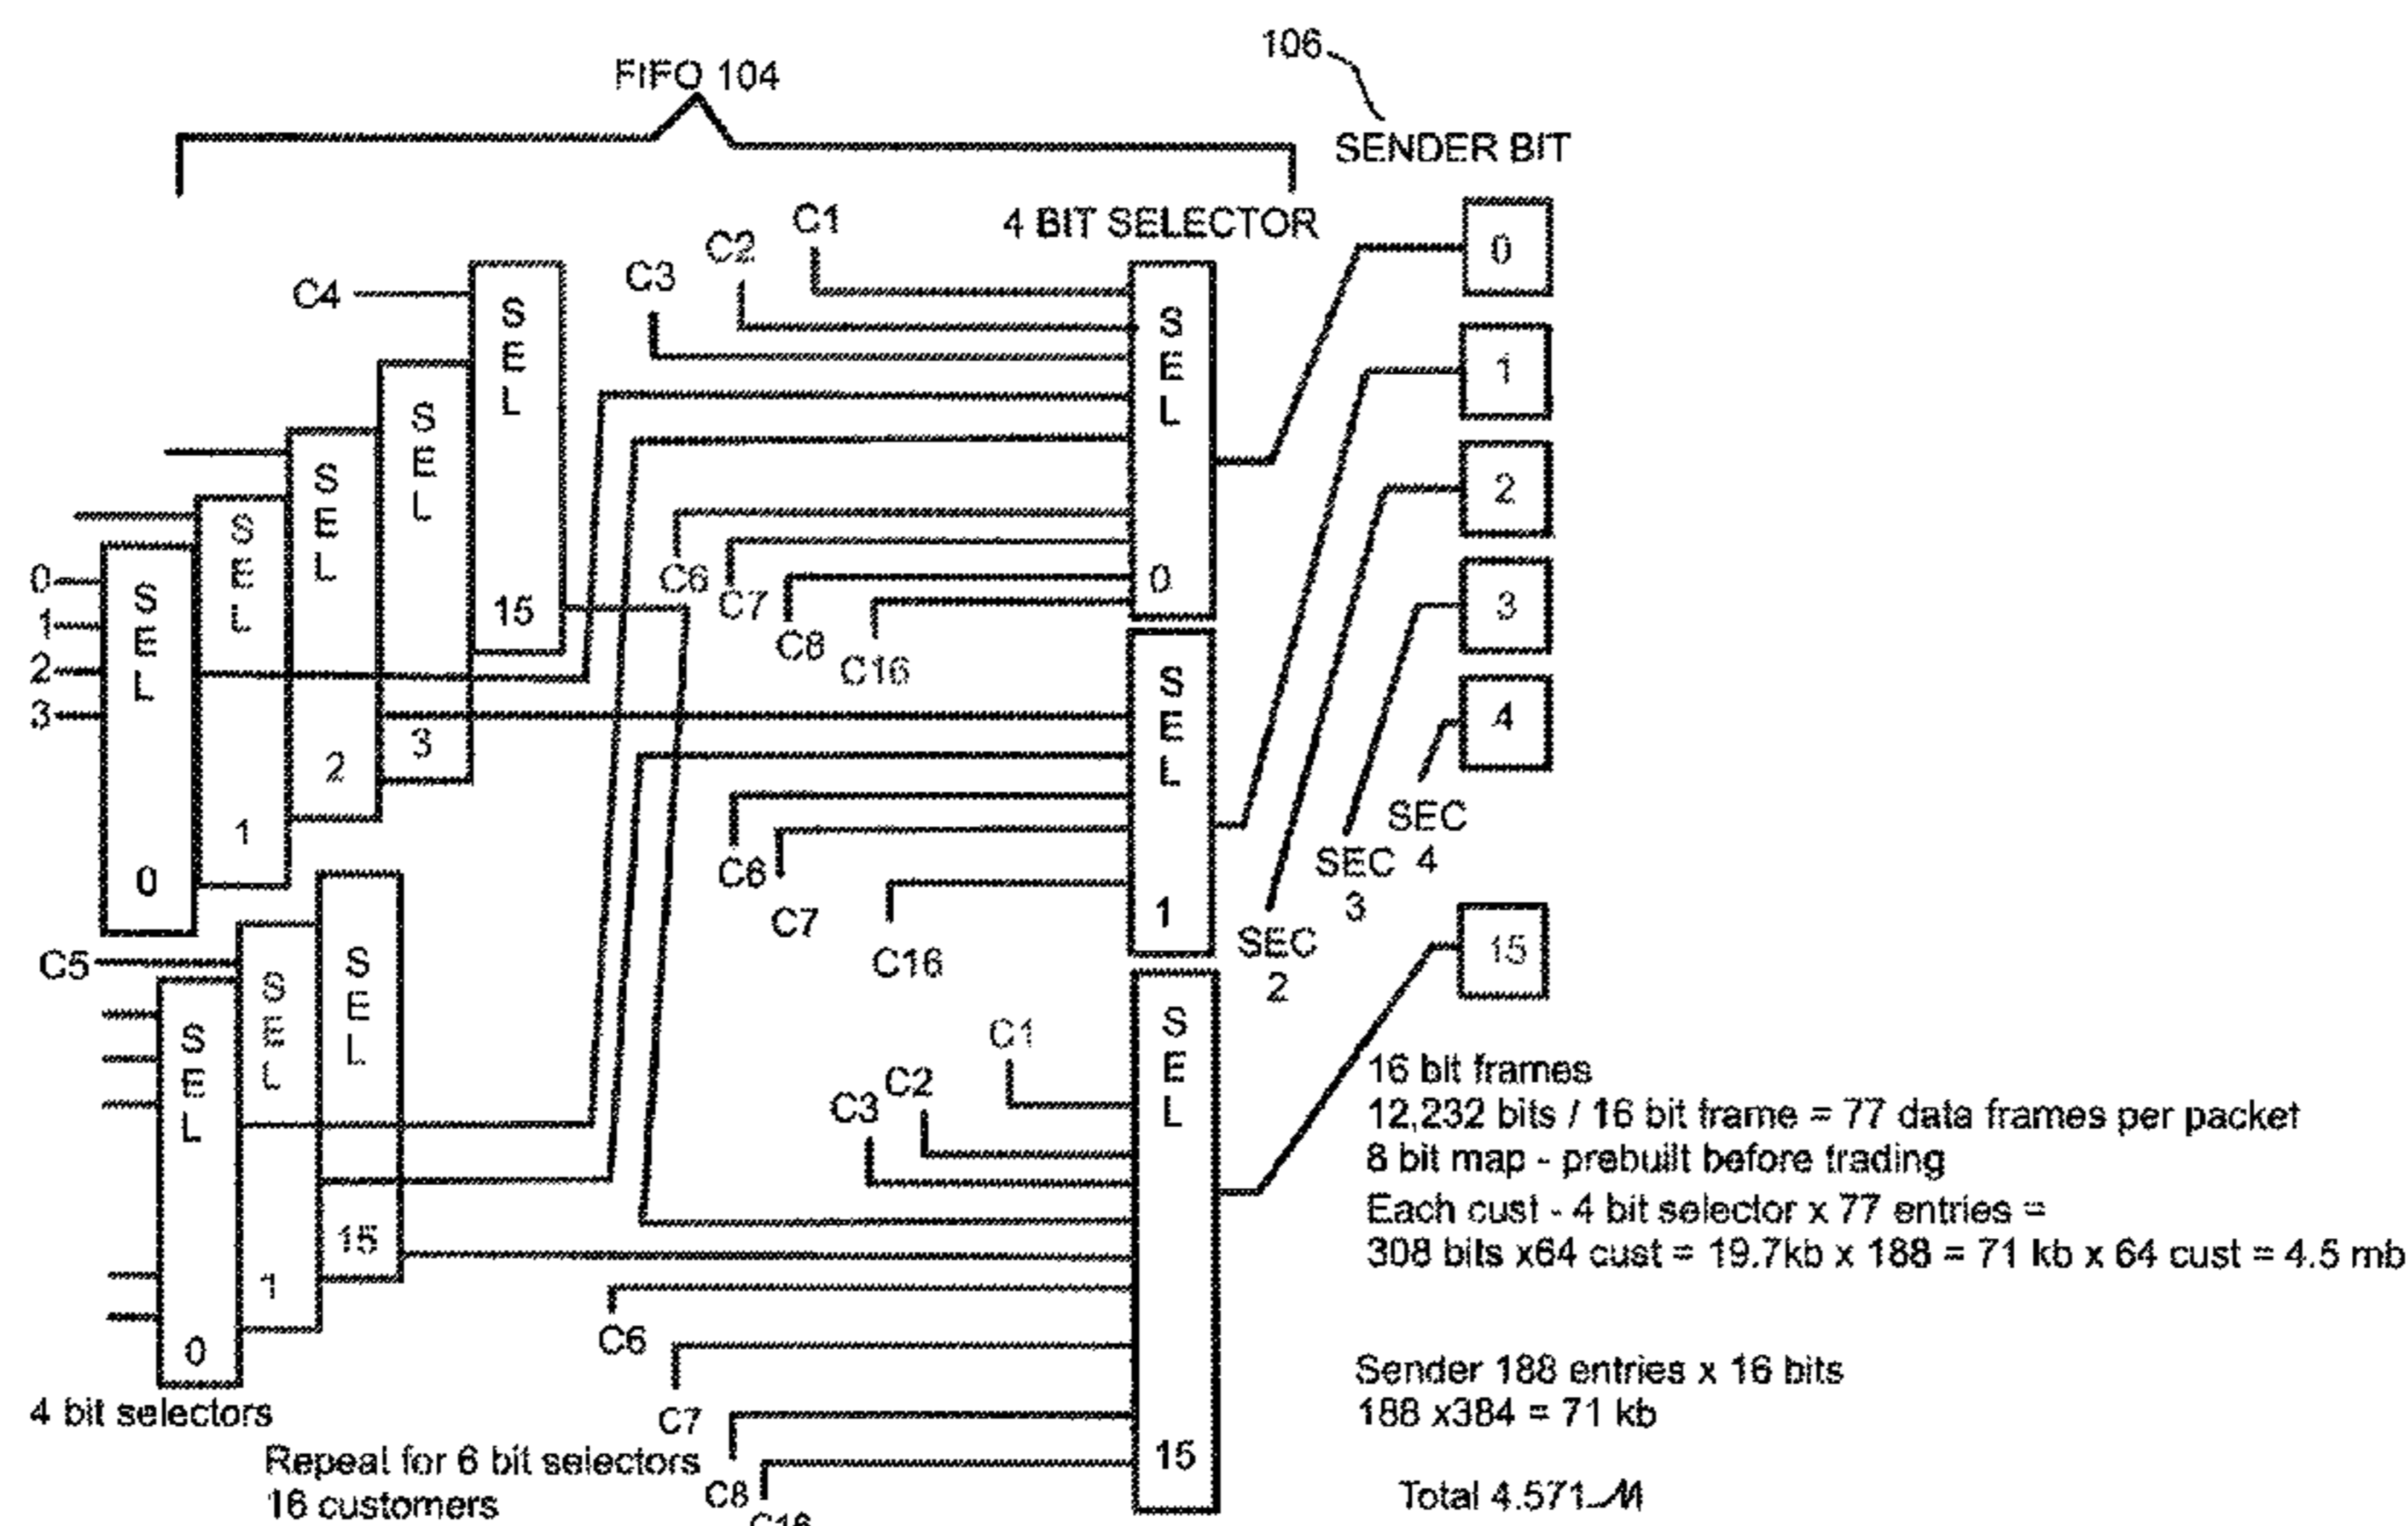 FIFO 104
106
SENDER BIT
4 BIT SELECTOR
C1
C2
C3
C4
SEL 15
SEL 3
SEL 2
SEL 1
SEL 0
0
1
2
3
C6
C7
C8
C16
SEL 0
0
1
2
3
4
15
SEC 4
SEC 3
SEC 2
SEL 1
C6
C7
C16
C5
SEL 0
SEL 1
SEL 15
C1
C2
C3
SEL 15
C6
C7
C8
C16
4 bit selectors
Repeal for 6 bit selectors
16 customers
16 bit frames
12,232 bits / 16 bit frame = 77 data frames per packet
8 bit map - prebuilt before trading
Each cust - 4 bit selector x 77 entries =
308 bits x64 cust = 19.7kb x 188 = 71 kb x 64 cust = 4.5 mb
Sender 188 entries x 16 bits
188 x384 = 71 kb
Total 4.571 M